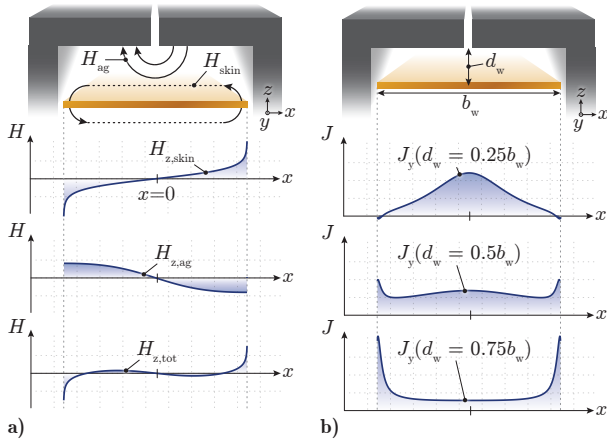 H_ag
H_skin
z
x
y
H
H_z,skin
x=0
x
H
H_z,ag
x
H
H_z,tot
x
a)
d_w
b_w
z
x
y
J
J_y(d_w = 0.25b_w)
x
J
J_y(d_w = 0.5b_w)
x
J
J_y(d_w = 0.75b_w)
x
b)